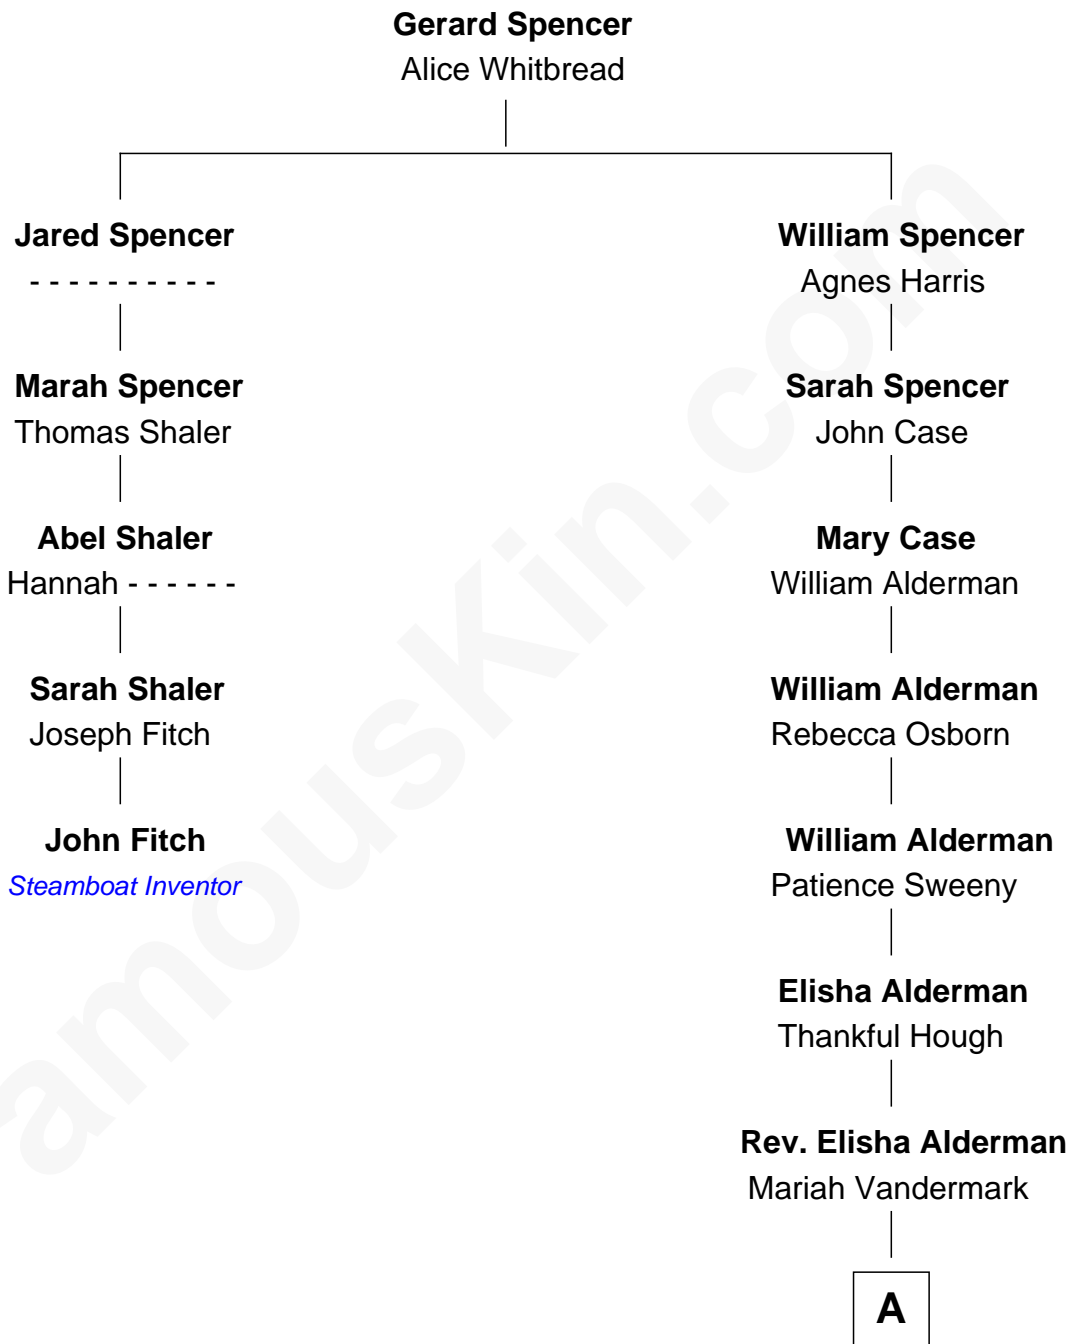 Gerard Spencer
Alice Whitbread
Jared Spencer
- - - - - - - - - -
Marah Spencer
Thomas Shaler
Abel Shaler
Hannah - - - - - -
Sarah Shaler
Joseph Fitch
John Fitch
Steamboat Inventor
William Spencer
Agnes Harris
Sarah Spencer
John Case
Mary Case
William Alderman
William Alderman
Rebecca Osborn
William Alderman
Patience Sweeny
Elisha Alderman
Thankful Hough
Rev. Elisha Alderman
Mariah Vandermark
A
amousKin.com